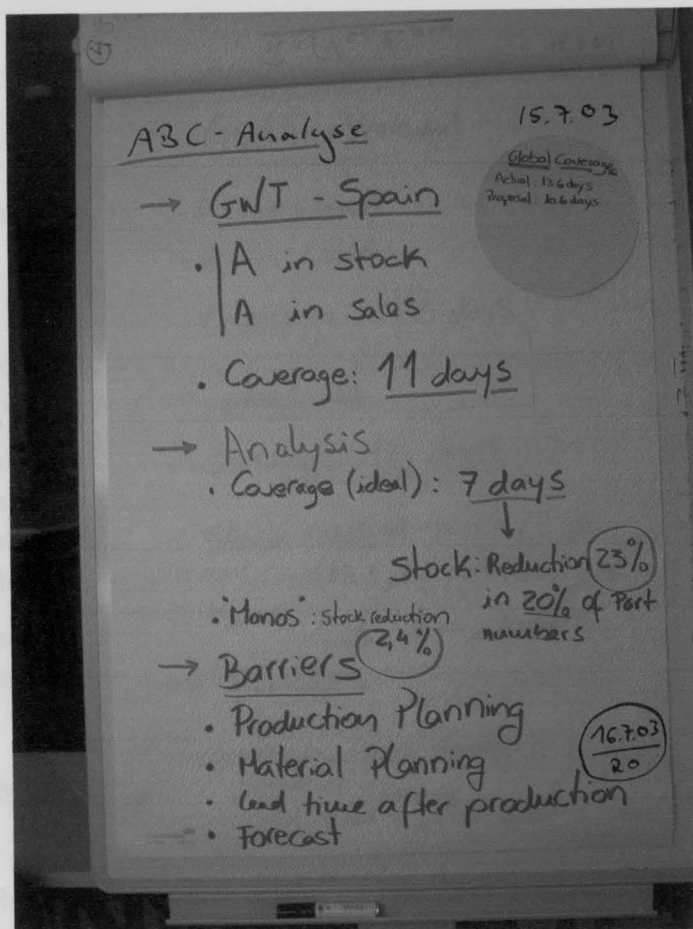 ABC-Analyse
15.7.03
Global Coverage
Actual: 13.6 days
Proposal: 10.6 days
→ GWT - Spain
• A in stock
A in sales
• Coverage: 11 days
→ Analysis
• Coverage (ideal): 7 days
Stock: Reduction 23%
in 20% of Part
numbers
• "Monos": stock reduction
2,4%
→ Barriers
• Production Planning
• Material Planning
• lead time after production
• Forecast
16.7.03
20